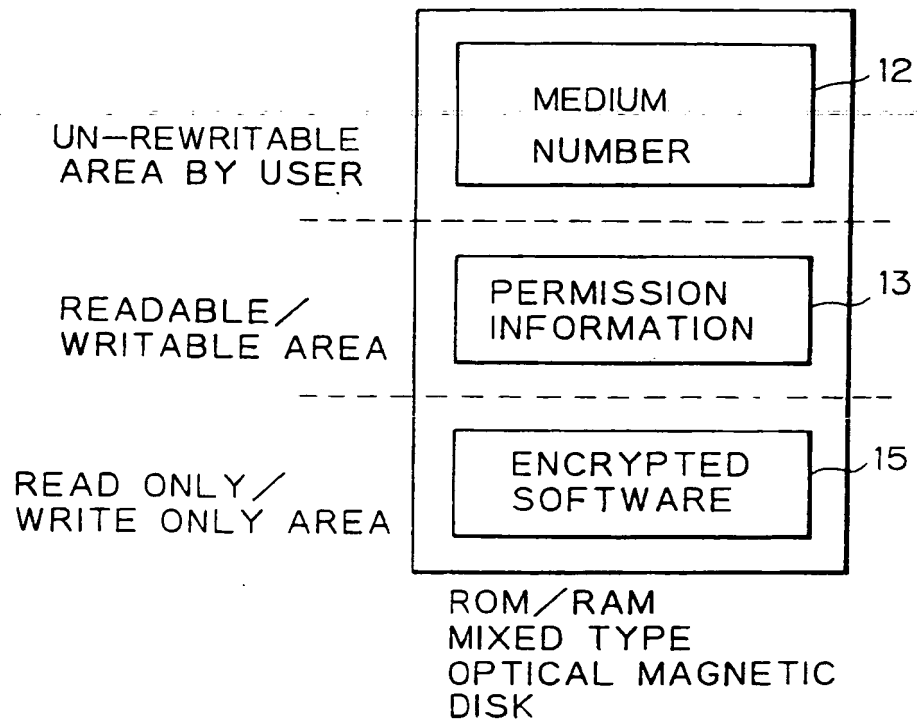 MEDIUM
NUMBER
12
UN-REWRITABLE
AREA BY USER
PERMISSION
INFORMATION
13
READABLE/
WRITABLE AREA
ENCRYPTED
SOFTWARE
15
READ ONLY/
WRITE ONLY AREA
ROM/RAM
MIXED TYPE
OPTICAL MAGNETIC
DISK